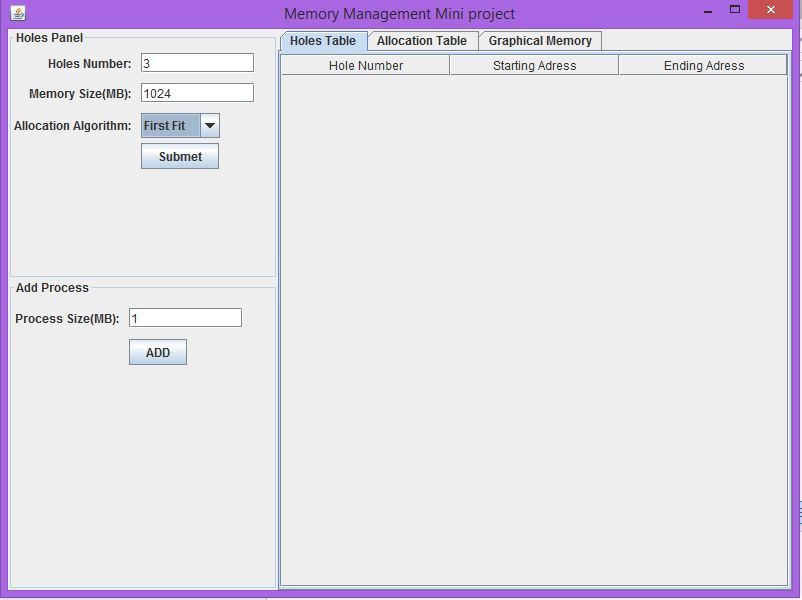 Memory Management Mini project
Holes Panel
Holes Number: 3
Memory Size(MB): 1024
Allocation Algorithm: First Fit
Submet
Add Process
Process Size(MB): 1
ADD
Holes Table Allocation Table Graphical Memory
Hole Number Starting Adress Ending Adress